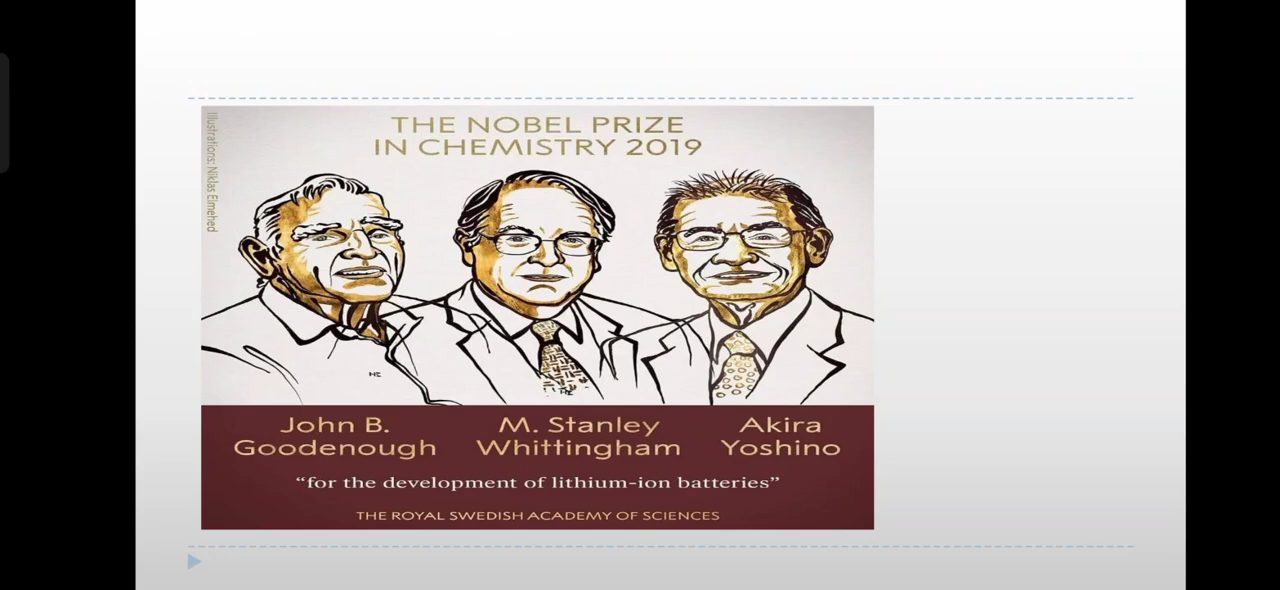 THE NOBEL PRIZE
IN CHEMISTRY 2019
Illustrations: Niklas Elmehed
John B.
Goodenough
M. Stanley
Whittingham
Akira
Yoshino
“for the development of lithium-ion batteries”
THE ROYAL SWEDISH ACADEMY OF SCIENCES